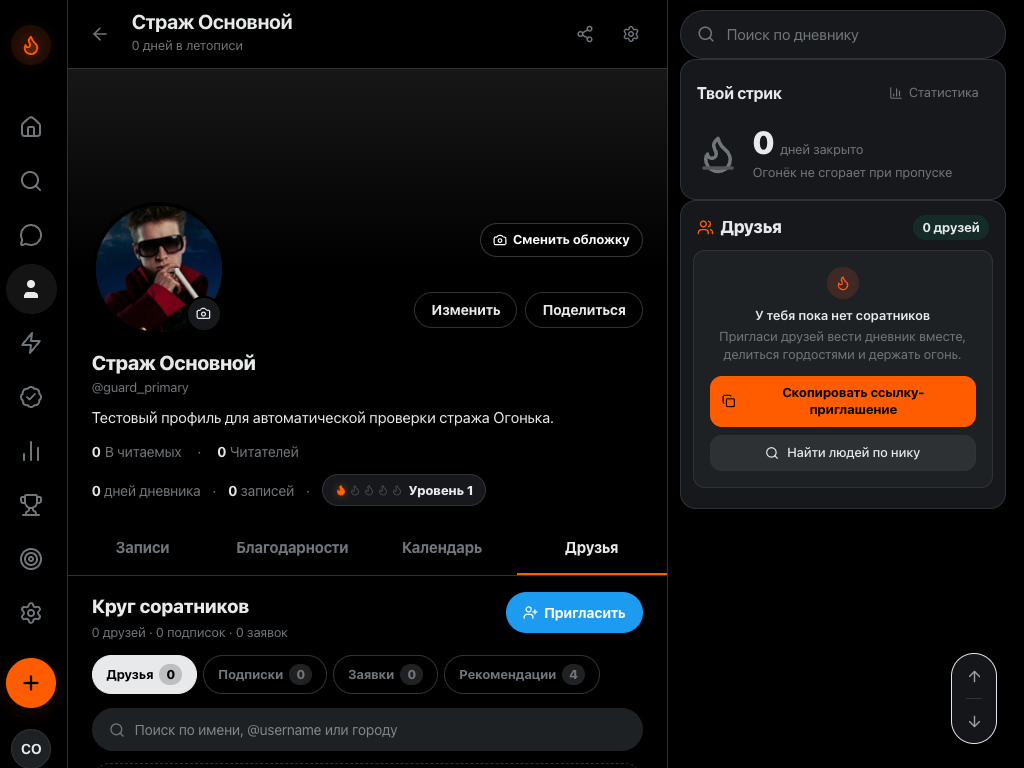 Страж Основной
0 дней в летописи
Сменить обложку
Изменить
Поделиться
Страж Основной
@guard_primary
Тестовый профиль для автоматической проверки стража Огонька.
0 В читаемых · 0 Читателей
0 дней дневника · 0 записей · Уровень 1
Записи
Благодарности
Календарь
Друзья
Круг соратников
0 друзей · 0 подписок · 0 заявок
Пригласить
Друзья 0
Подписки 0
Заявки 0
Рекомендации 4
Поиск по имени, @username или городу
CO
Поиск по дневнику
Твой стрик
Статистика
0 дней закрыто
Огонёк не сгорает при пропуске
Друзья
0 друзей
У тебя пока нет соратников
Пригласи друзей вести дневник вместе,
делиться гордостями и держать огонь.
Скопировать ссылку-
приглашение
Найти людей по нику